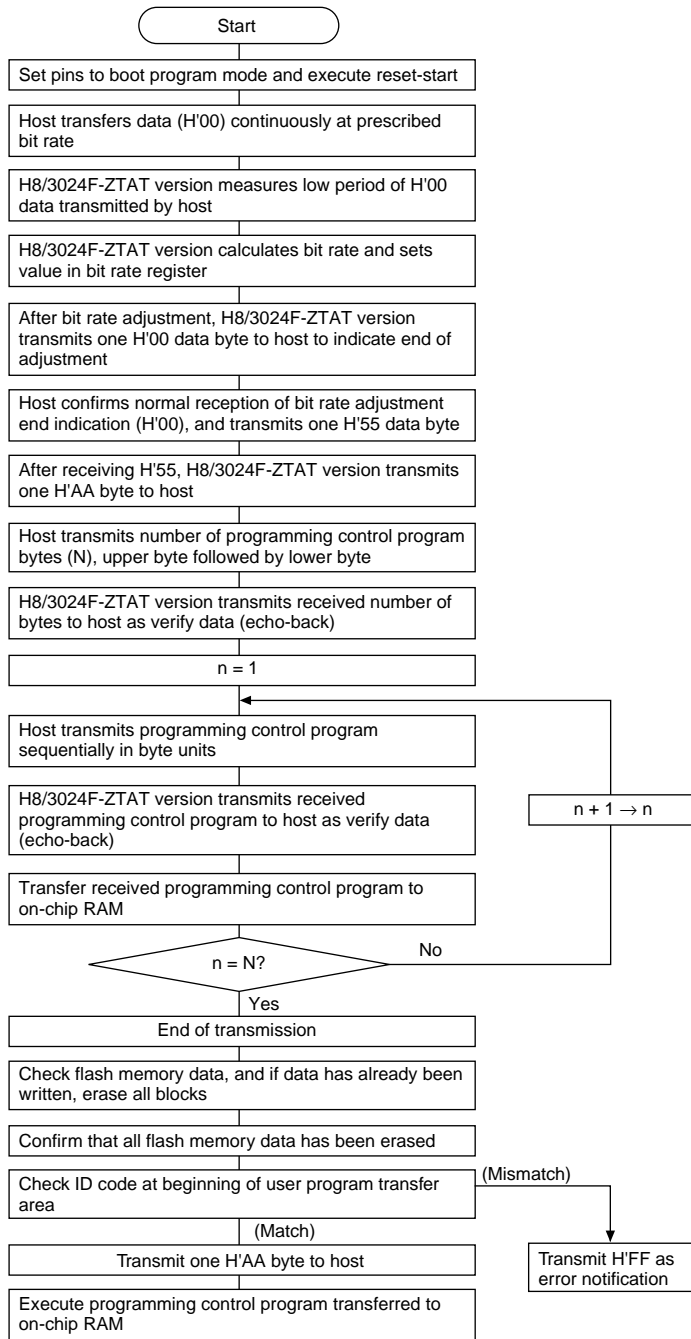 Start
Set pins to boot program mode and execute reset-start
Host transfers data (H'00) continuously at prescribed
bit rate
H8/3024F-ZTAT version measures low period of H'00
data transmitted by host
H8/3024F-ZTAT version calculates bit rate and sets
value in bit rate register
After bit rate adjustment, H8/3024F-ZTAT version
transmits one H'00 data byte to host to indicate end of
adjustment
Host confirms normal reception of bit rate adjustment
end indication (H'00), and transmits one H'55 data byte
After receiving H'55, H8/3024F-ZTAT version transmits
one H'AA byte to host
Host transmits number of programming control program
bytes (N), upper byte followed by lower byte
H8/3024F-ZTAT version transmits received number of
bytes to host as verify data (echo-back)
n = 1
Host transmits programming control program
sequentially in byte units
H8/3024F-ZTAT version transmits received
programming control program to host as verify data
(echo-back)
n + 1 → n
Transfer received programming control program to
on-chip RAM
n = N?
No
Yes
End of transmission
Check flash memory data, and if data has already been
written, erase all blocks
Confirm that all flash memory data has been erased
Check ID code at beginning of user program transfer
area
(Mismatch)
(Match)
Transmit one H'AA byte to host
Transmit H'FF as
error notification
Execute programming control program transferred to
on-chip RAM